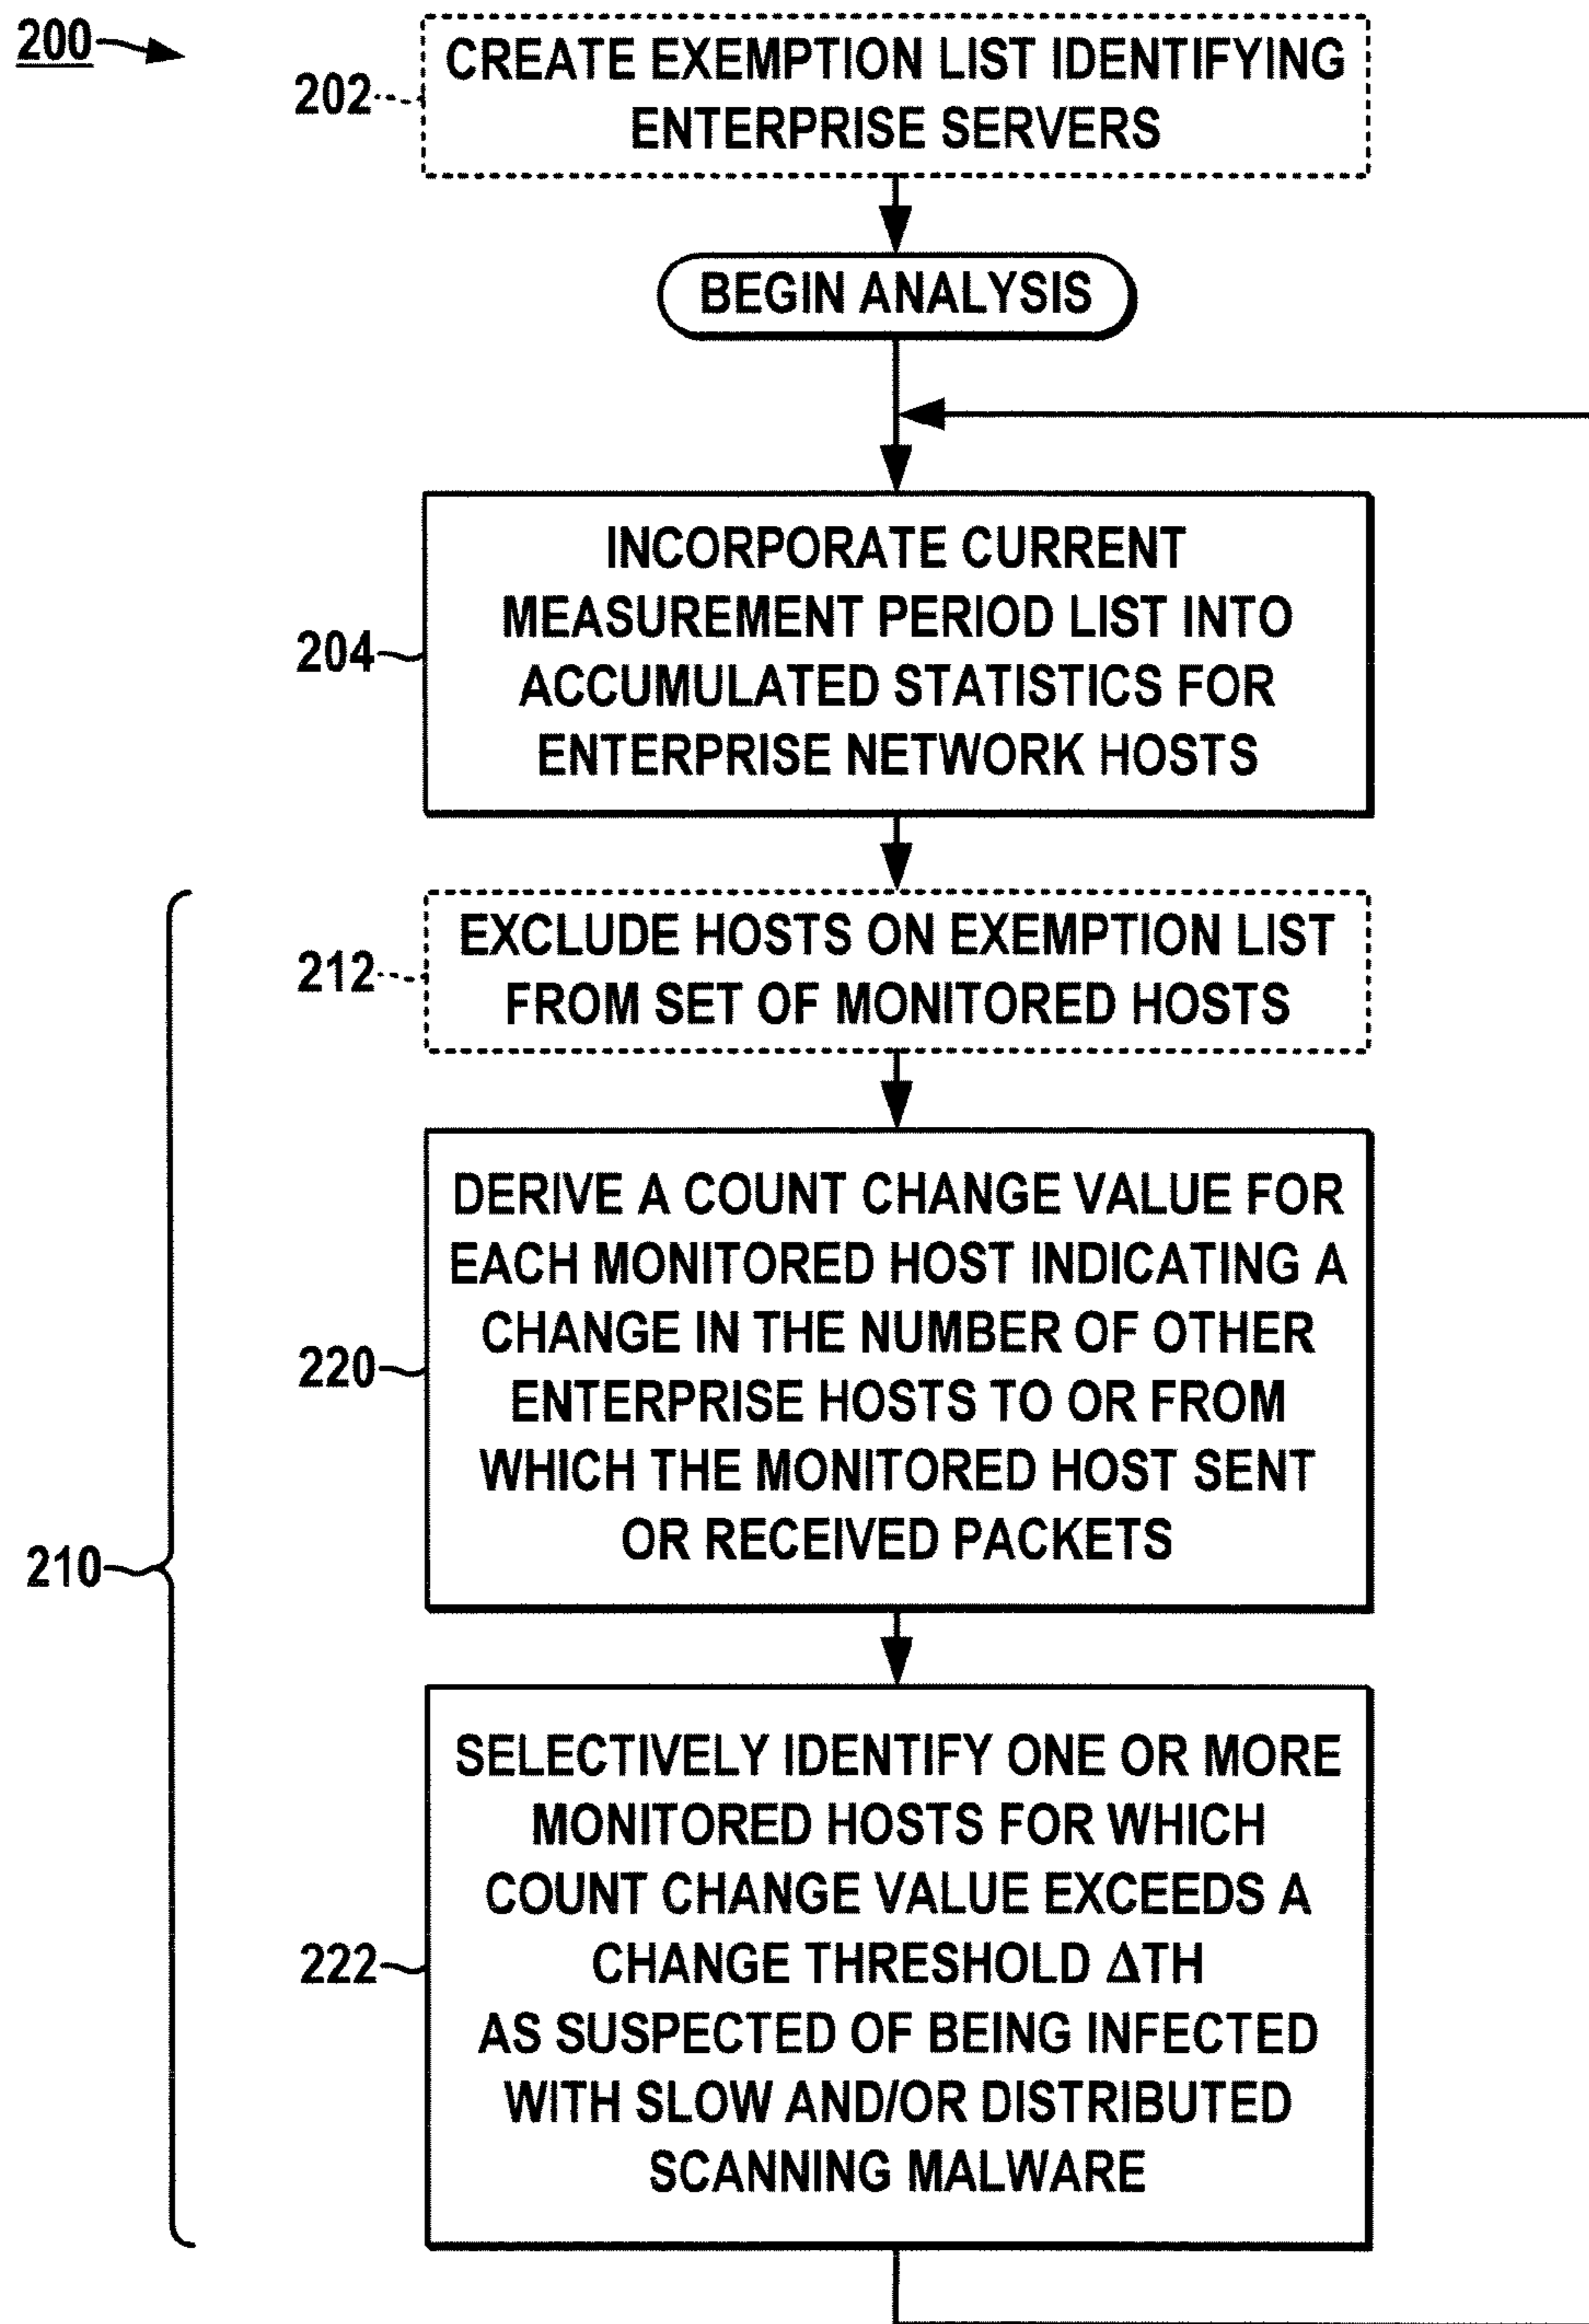 200
CREATE EXEMPTION LIST IDENTIFYING
202
ENTERPRISE SERVERS
BEGIN ANALYSIS
INCORPORATE CURRENT
MEASUREMENT PERIOD LIST INTO
204
ACCUMULATED STATISTICS FOR
ENTERPRISE NETWORK HOSTS
EXCLUDE HOSTS ON EXEMPTION LIST
212
FROM SET OF MONITORED HOSTS
DERIVE A COUNT CHANGE VALUE FOR
EACH MONITORED HOST INDICATING A
CHANGE IN THE NUMBER OF OTHER
220
ENTERPRISE HOSTS TO OR FROM
WHICH THE MONITORED HOST SENT
OR RECEIVED PACKETS
210
SELECTIVELY IDENTIFY ONE OR MORE
MONITORED HOSTS FOR WHICH
COUNT CHANGE VALUE EXCEEDS A
222
CHANGE THRESHOLD ΔTH
AS SUSPECTED OF BEING INFECTED
WITH SLOW AND/OR DISTRIBUTED
SCANNING MALWARE